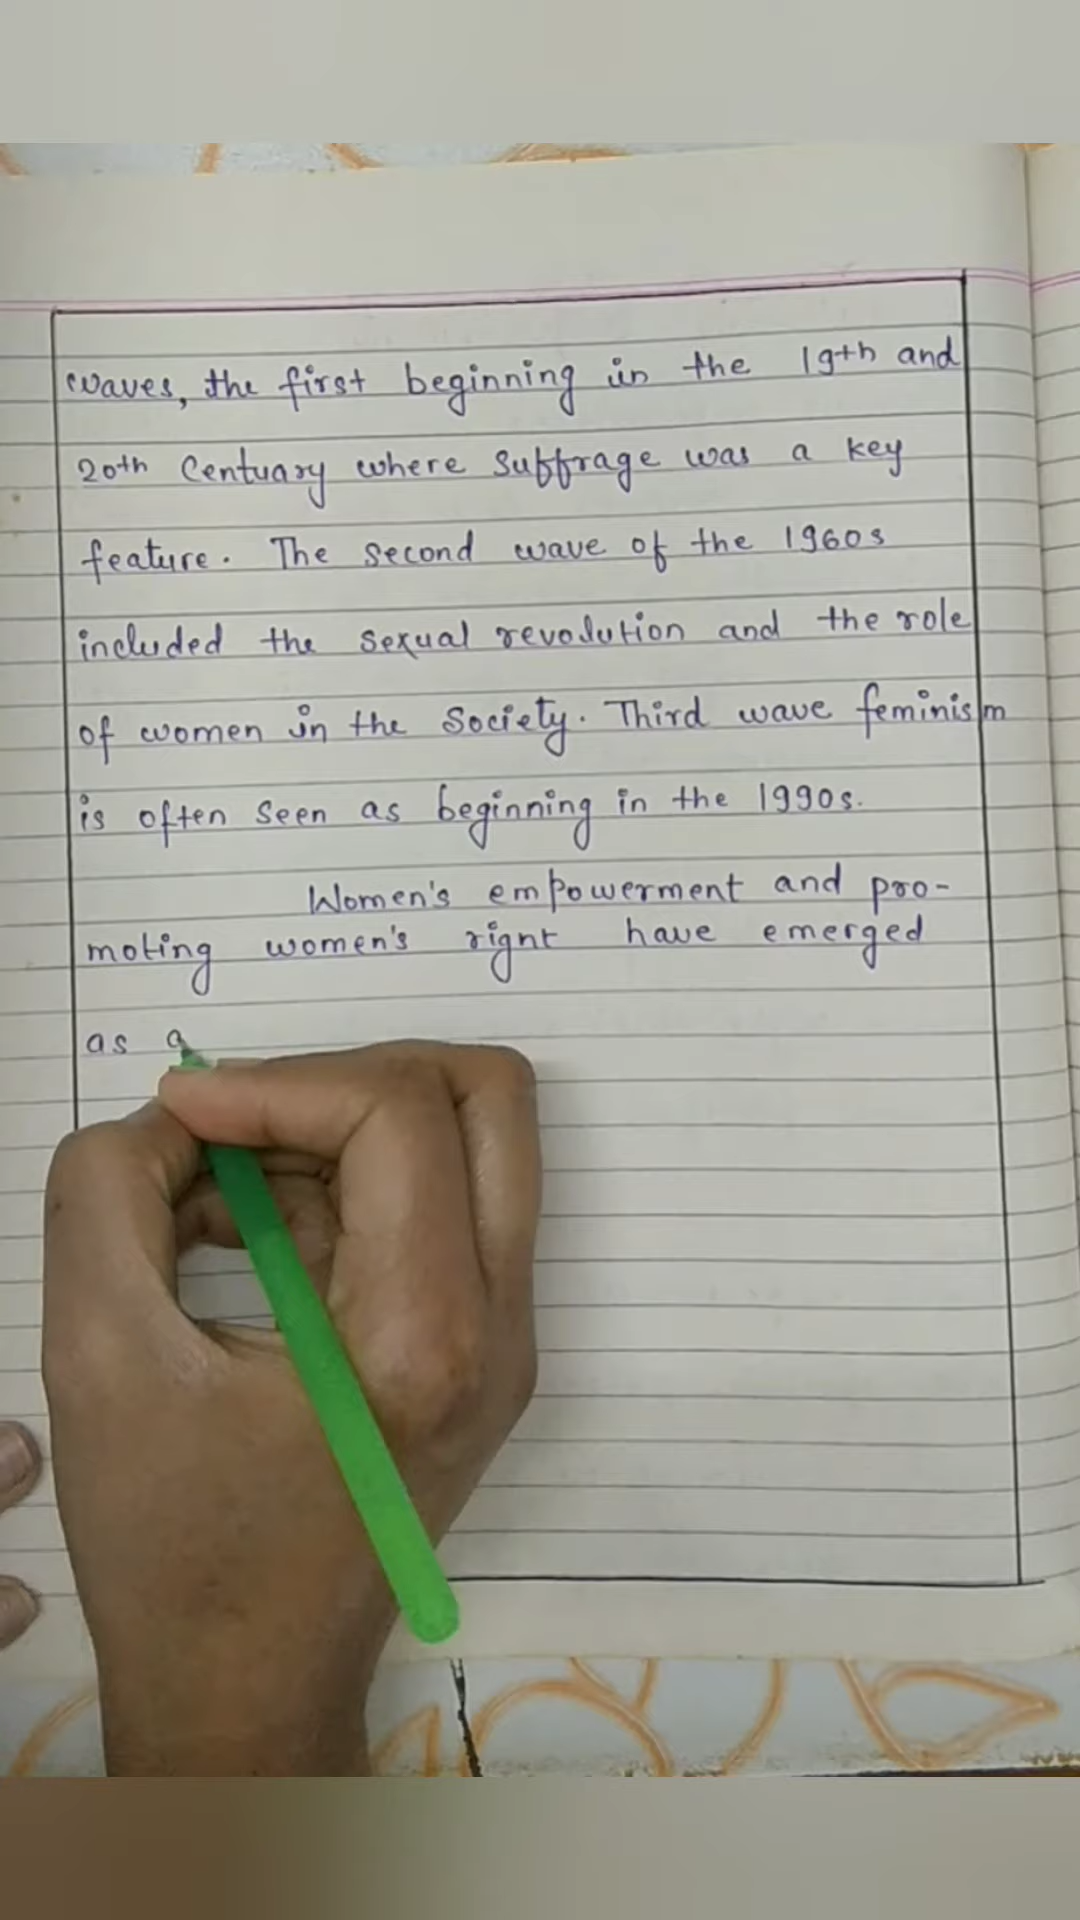 waves, the first beginning in the 19th and
20th Centuary where suffrage was a key
feature. The second wave of the 1960s
included the sexual revolution and the role
of women in the Society. Third wave feminism
is often seen as beginning in the 1990s.
Women's empowerment and pro-
moting women's right have emerged
as a